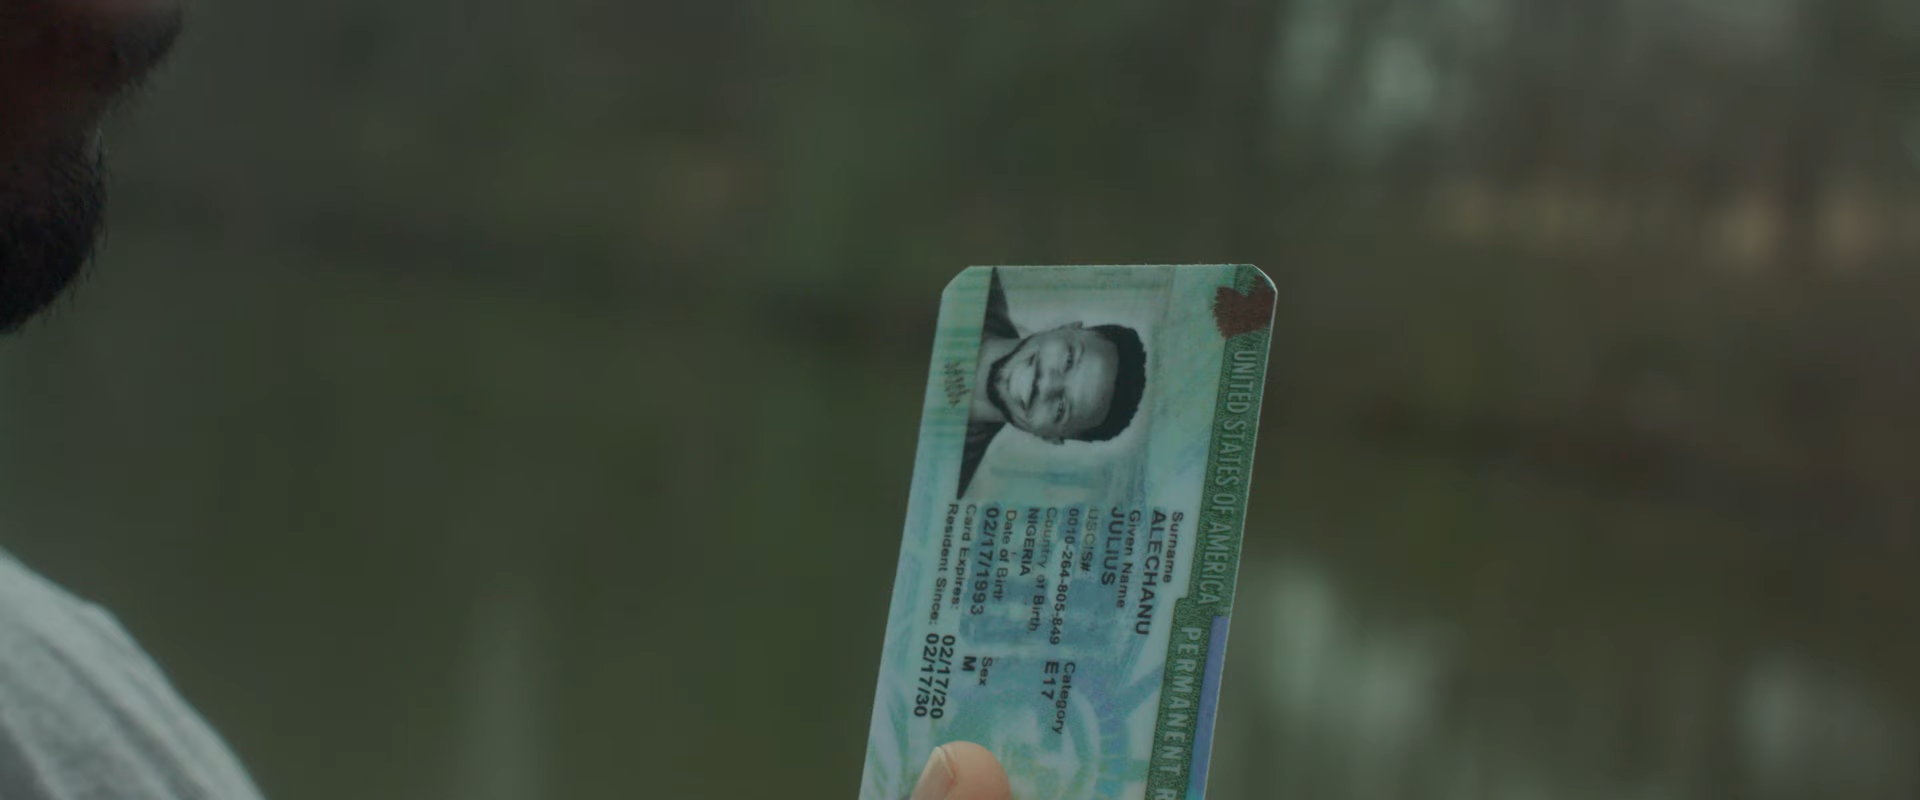 UNITED STATES OF AMERICA PERMANENT R
Surname
ALECHANU
Given Name
JULIUS
USCIS# Category
0010-264-805-849 E17
Country of Birth
NIGERIA
Date of Birth Sex
02/17/1993 M
Card Expires: 02/17/20
Resident Since: 02/17/30